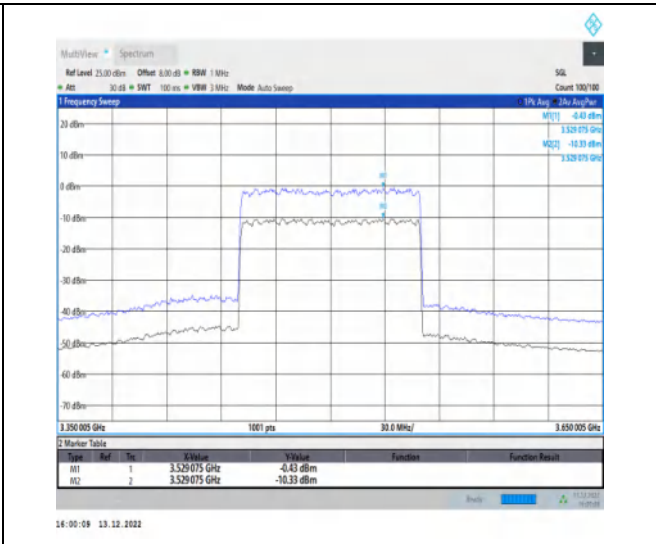 MultiView Spectrum
Ref Level 25.00 dBm Offset 8.00 dB RBW 1 MHz SGL
Att 30 dB SWT 100 ms VBW 3 MHz Mode Auto Sweep Count 100/100
1 Frequency Sweep 1Pk Avg 2Av AvgPwr
M1[1] -0.43 dBm
3.529 075 GHz
M2[2] -10.33 dBm
3.529 075 GHz
20 dBm
10 dBm
0 dBm
-10 dBm
-20 dBm
-30 dBm
-40 dBm
-50 dBm
-60 dBm
-70 dBm
M1
M2
3.350 005 GHz 1001 pts 30.0 MHz/ 3.650 005 GHz
2 Marker Table
Type Ref Trc X-Value Y-Value Function Function Result
M1 1 3.529 075 GHz -0.43 dBm
M2 2 3.529 075 GHz -10.33 dBm
Ready
16:00:09 13.12.2022